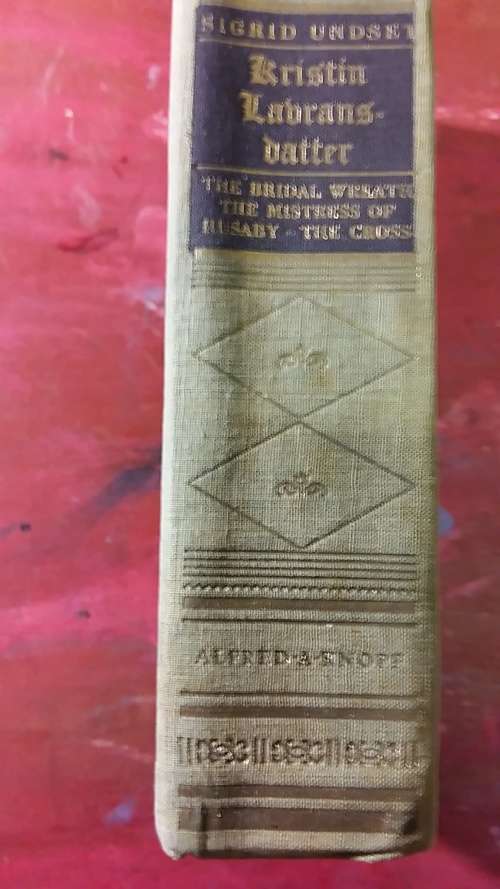 SIGRID UNDSET
Kristin
Lavrans-
datter
THE BRIDAL WREATH
THE MISTRESS OF
HUSABY - THE CROSS
ALFRED · A · KNOPF